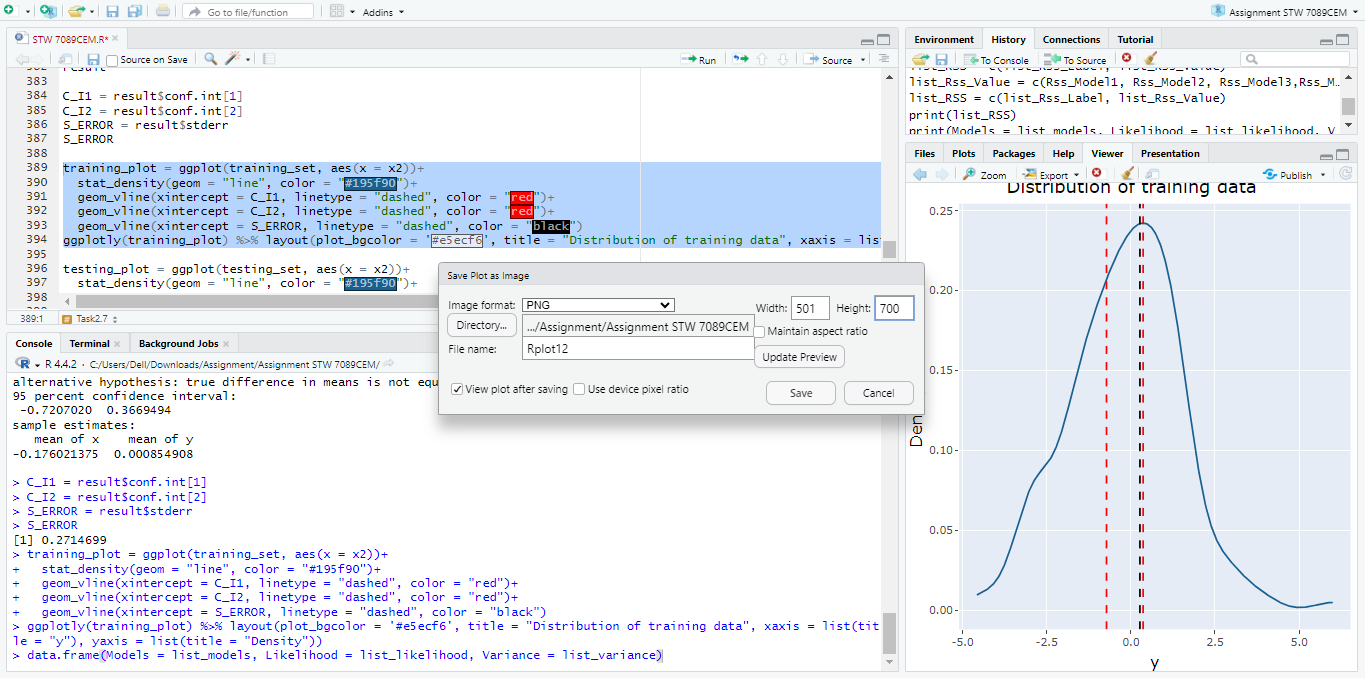 Go to file/function
Addins
Assignment STW 7089CEM
STW 7089CEM.R*
Source on Save
Run
Source
382 result
383
384 C_I1 = result$conf.int[1]
385 C_I2 = result$conf.int[2]
386 S_ERROR = result$stderr
387 S_ERROR
388
389 training_plot = ggplot(training_set, aes(x = x2))+
390 stat_density(geom = "line", color = "#195f90")+
391 geom_vline(xintercept = C_I1, linetype = "dashed", color = "red")+
392 geom_vline(xintercept = C_I2, linetype = "dashed", color = "red")+
393 geom_vline(xintercept = S_ERROR, linetype = "dashed", color = "black")
394 ggplotly(training_plot) %>% layout(plot_bgcolor = '#e5ecf6', title = "Distribution of training data", xaxis = lis
395
396 testing_plot = ggplot(testing_set, aes(x = x2))+
397 stat_density(geom = "line", color = "#195f90")+
398
389:1
Task2.7
Console
Terminal
Background Jobs
R 4.4.2 · C:/Users/Dell/Downloads/Assignment/Assignment STW 7089CEM/
alternative hypothesis: true difference in means is not equ
95 percent confidence interval:
-0.7207020 0.3669494
sample estimates:
mean of x mean of y
-0.176021375 0.000854908
> C_I1 = result$conf.int[1]
> C_I2 = result$conf.int[2]
> S_ERROR = result$stderr
> S_ERROR
[1] 0.2714699
> training_plot = ggplot(training_set, aes(x = x2))+
+ stat_density(geom = "line", color = "#195f90")+
+ geom_vline(xintercept = C_I1, linetype = "dashed", color = "red")+
+ geom_vline(xintercept = C_I2, linetype = "dashed", color = "red")+
+ geom_vline(xintercept = S_ERROR, linetype = "dashed", color = "black")
> ggplotly(training_plot) %>% layout(plot_bgcolor = '#e5ecf6', title = "Distribution of training data", xaxis = list(tit
le = "y"), yaxis = list(title = "Density"))
> data.frame(Models = list_models, Likelihood = list_likelihood, Variance = list_variance)
Save Plot as Image
Image format: PNG
Width: 501 Height: 700
Directory... .../Assignment/Assignment STW 7089CEM
Maintain aspect ratio
File name: Rplot12
Update Preview
View plot after saving
Use device pixel ratio
Save
Cancel
Environment
History
Connections
Tutorial
To Console
To Source
list_Rss_Value = c(Rss_Model1, Rss_Model2, Rss_Model3,Rss_M…
list_RSS = c(list_Rss_Label, list_Rss_Value)
print(list_RSS)
print(Models = list_models, Likelihood = list_likelihood, V
Files
Plots
Packages
Help
Viewer
Presentation
Zoom
Export
Publish
Distribution of training data
0.25
0.20
0.15
0.10
0.05
0.00
Den
-5.0
-2.5
0.0
2.5
5.0
y